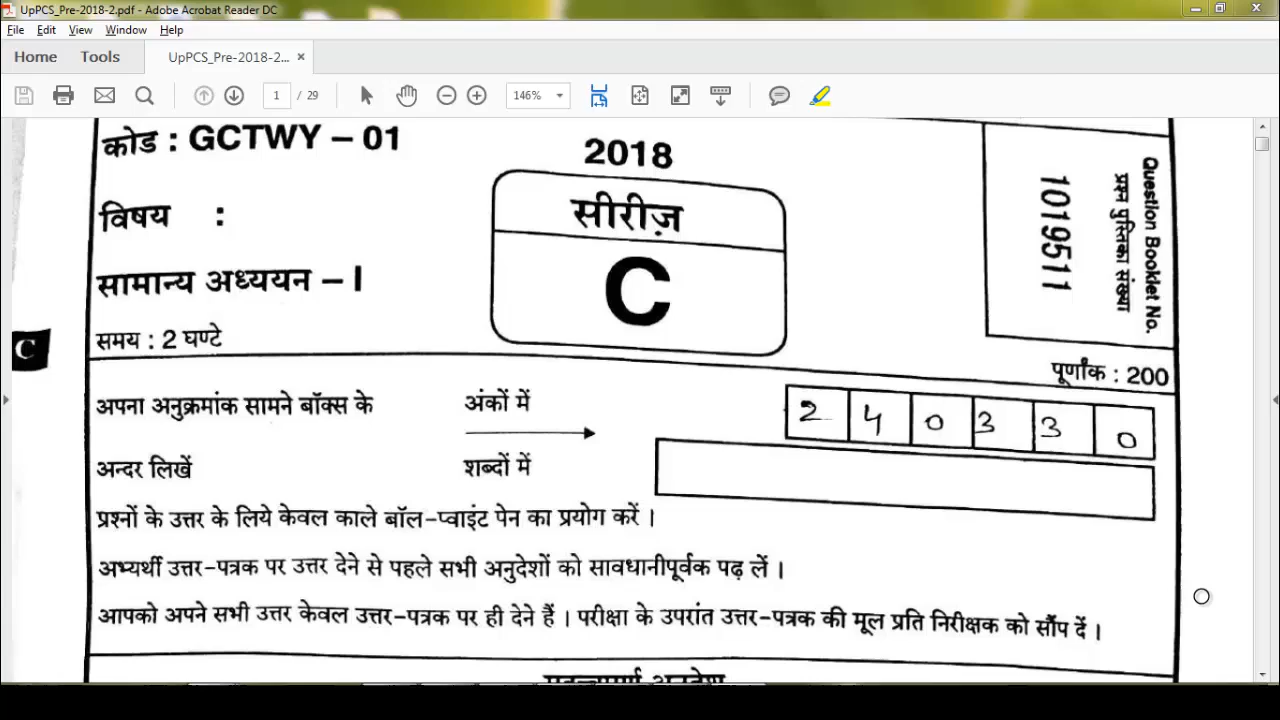 UpPCS_Pre-2018-2.pdf - Adobe Acrobat Reader DC
File Edit View Window Help
Home Tools UpPCS_Pre-2018-2... ×
1 / 29 146%
कोड : GCTWY – 01
2018
सीरीज़
C
विषय :
सामान्य अध्ययन – I
समय : 2 घण्टे
C
Question Booklet No.
प्रश्न पुस्तिका संख्या
1019511
पूर्णांक : 200
अपना अनुक्रमांक सामने बॉक्स के अंकों में
2 4 0 3 3 0
अन्दर लिखें शब्दों में
प्रश्नों के उत्तर के लिये केवल काले बॉल-प्वाइंट पेन का प्रयोग करें ।
अभ्यर्थी उत्तर-पत्रक पर उत्तर देने से पहले सभी अनुदेशों को सावधानीपूर्वक पढ़ लें ।
आपको अपने सभी उत्तर केवल उत्तर-पत्रक पर ही देने हैं । परीक्षा के उपरांत उत्तर-पत्रक की मूल प्रति निरीक्षक को सौंप दें ।